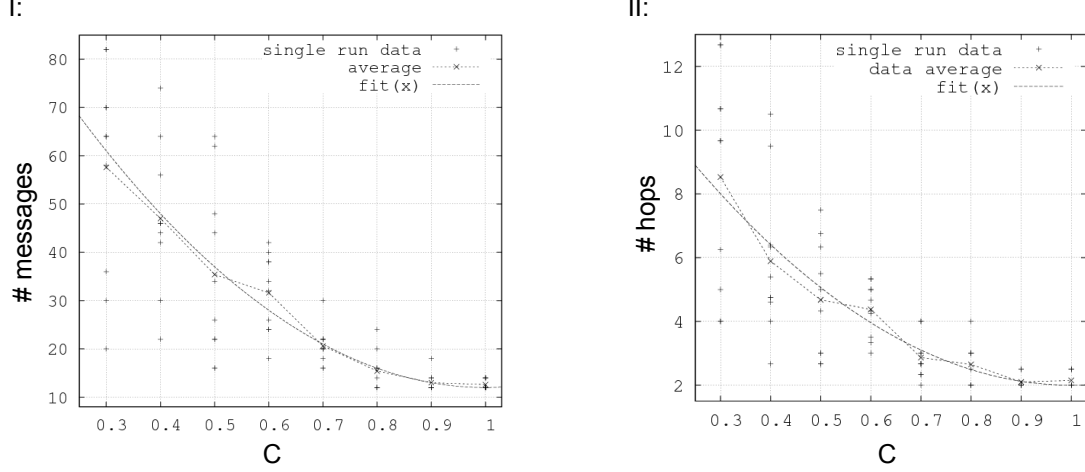 I:
80
70
60
50
40
30
20
10
single run data
average
fit(x)
0.3 0.4 0.5 0.6 0.7 0.8 0.9 1
# messages
C
II:
12
10
8
6
4
2
single run data
data average
fit(x)
0.3 0.4 0.5 0.6 0.7 0.8 0.9 1
# hops
C